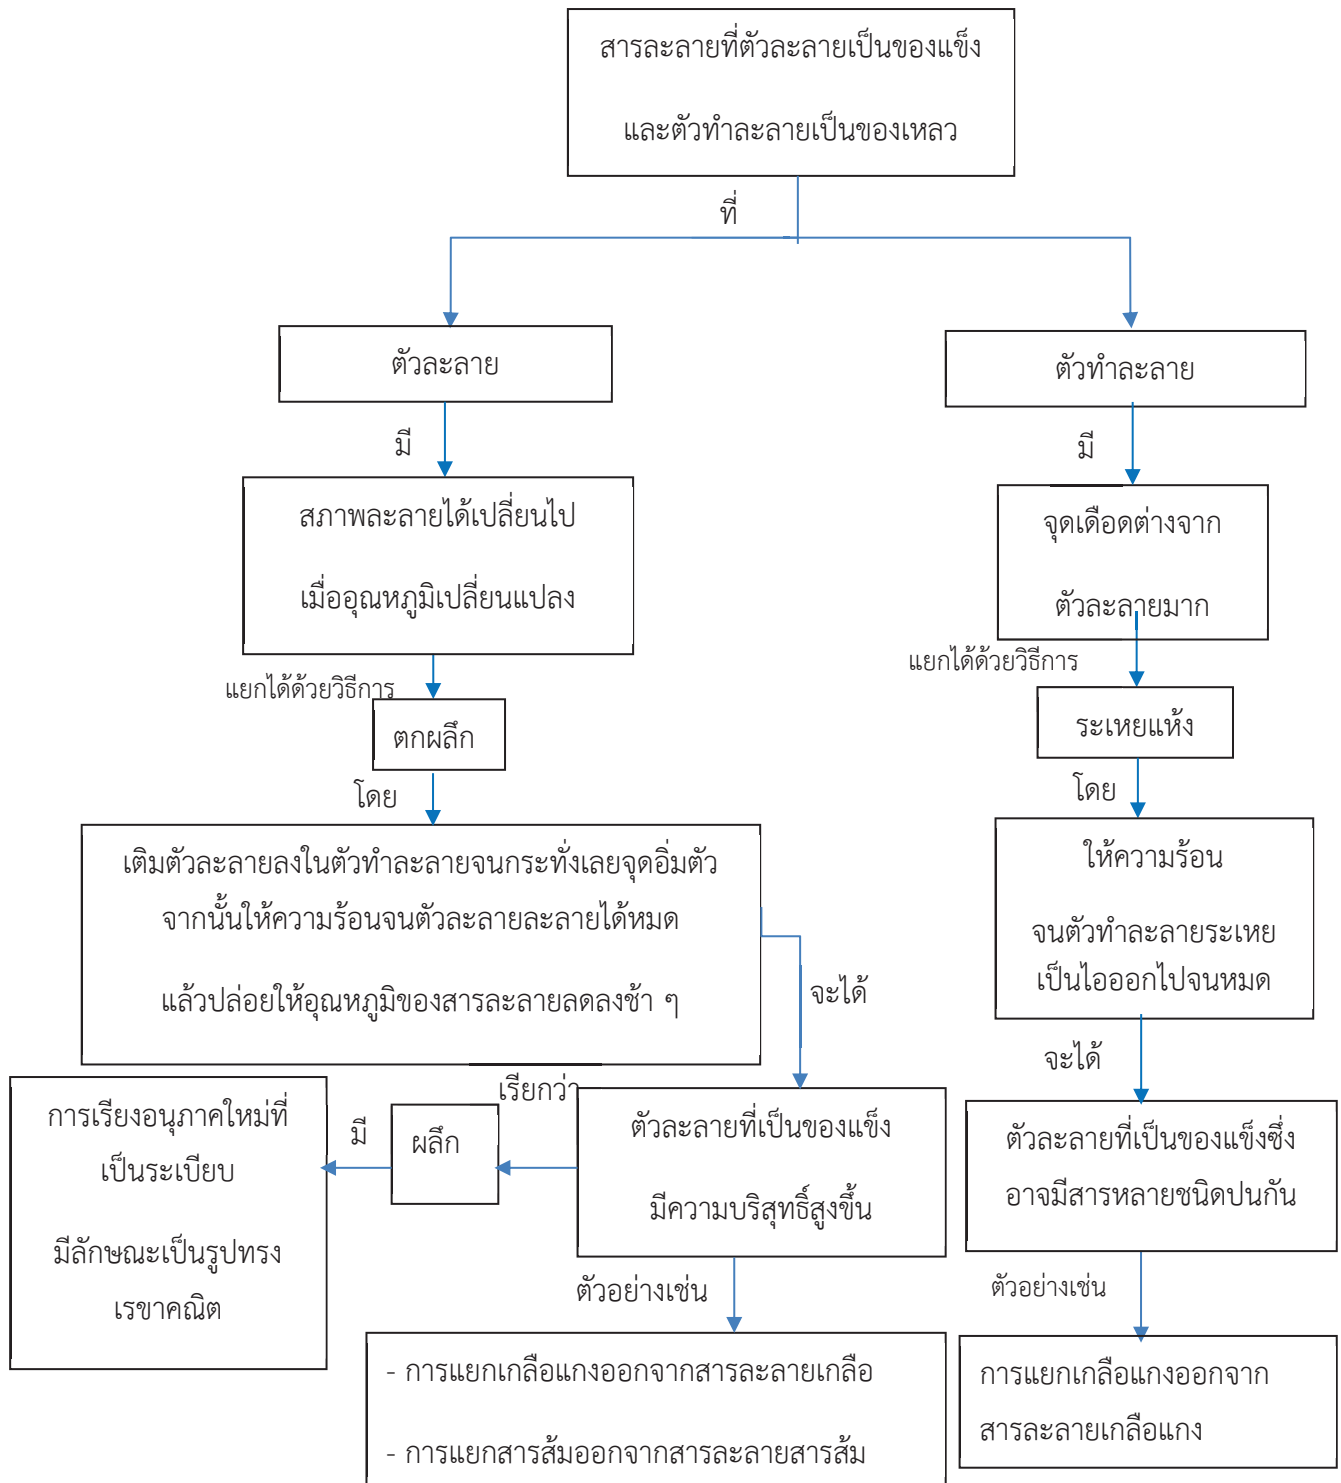 สารละลายที่ตัวละลายเป็นของแข็ง
และตัวทำละลายเป็นของเหลว
ที่
ตัวละลาย
ตัวทำละลาย
มี
มี
สภาพละลายได้เปลี่ยนไป
เมื่ออุณหภูมิเปลี่ยนแปลง
จุดเดือดต่างจาก
ตัวละลายมาก
แยกได้ด้วยวิธีการ
แยกได้ด้วยวิธีการ
ตกผลึก
ระเหยแห้ง
โดย
โดย
เติมตัวละลายลงในตัวทำละลายจนกระทั่งเลยจุดอิ่มตัว
จากนั้นให้ความร้อนจนตัวละลายละลายได้หมด
แล้วปล่อยให้อุณหภูมิของสารละลายลดลงช้า ๆ
ให้ความร้อน
จนตัวทำละลายระเหย
เป็นไอออกไปจนหมด
จะได้
จะได้
เรียกว่า
การเรียงอนุภาคใหม่ที่
เป็นระเบียบ
มีลักษณะเป็นรูปทรง
เรขาคณิต
มี
ผลึก
ตัวละลายที่เป็นของแข็ง
มีความบริสุทธิ์สูงขึ้น
ตัวละลายที่เป็นของแข็งซึ่ง
อาจมีสารหลายชนิดปนกัน
ตัวอย่างเช่น
ตัวอย่างเช่น
- การแยกเกลือแกงออกจากสารละลายเกลือ
- การแยกสารส้มออกจากสารละลายสารส้ม
การแยกเกลือแกงออกจาก
สารละลายเกลือแกง